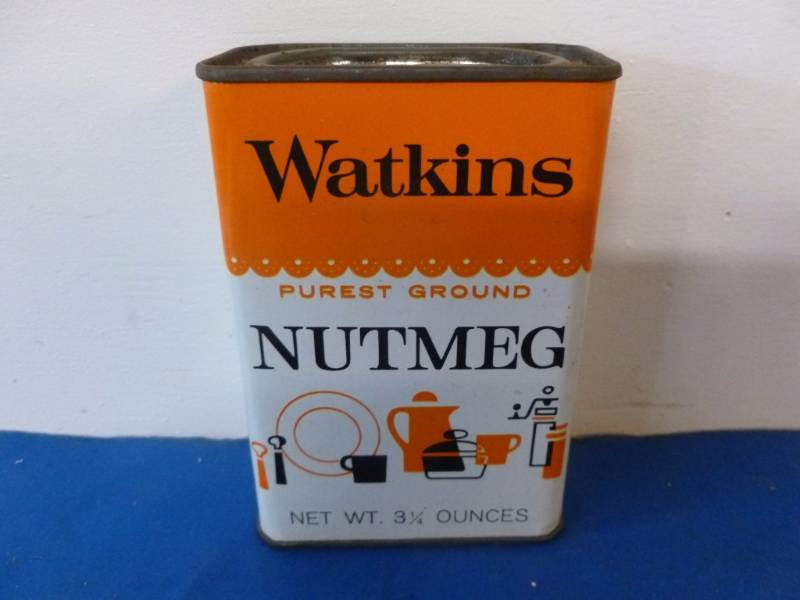 Watkins
PUREST GROUND
NUTMEG
NET WT. 3¼ OUNCES